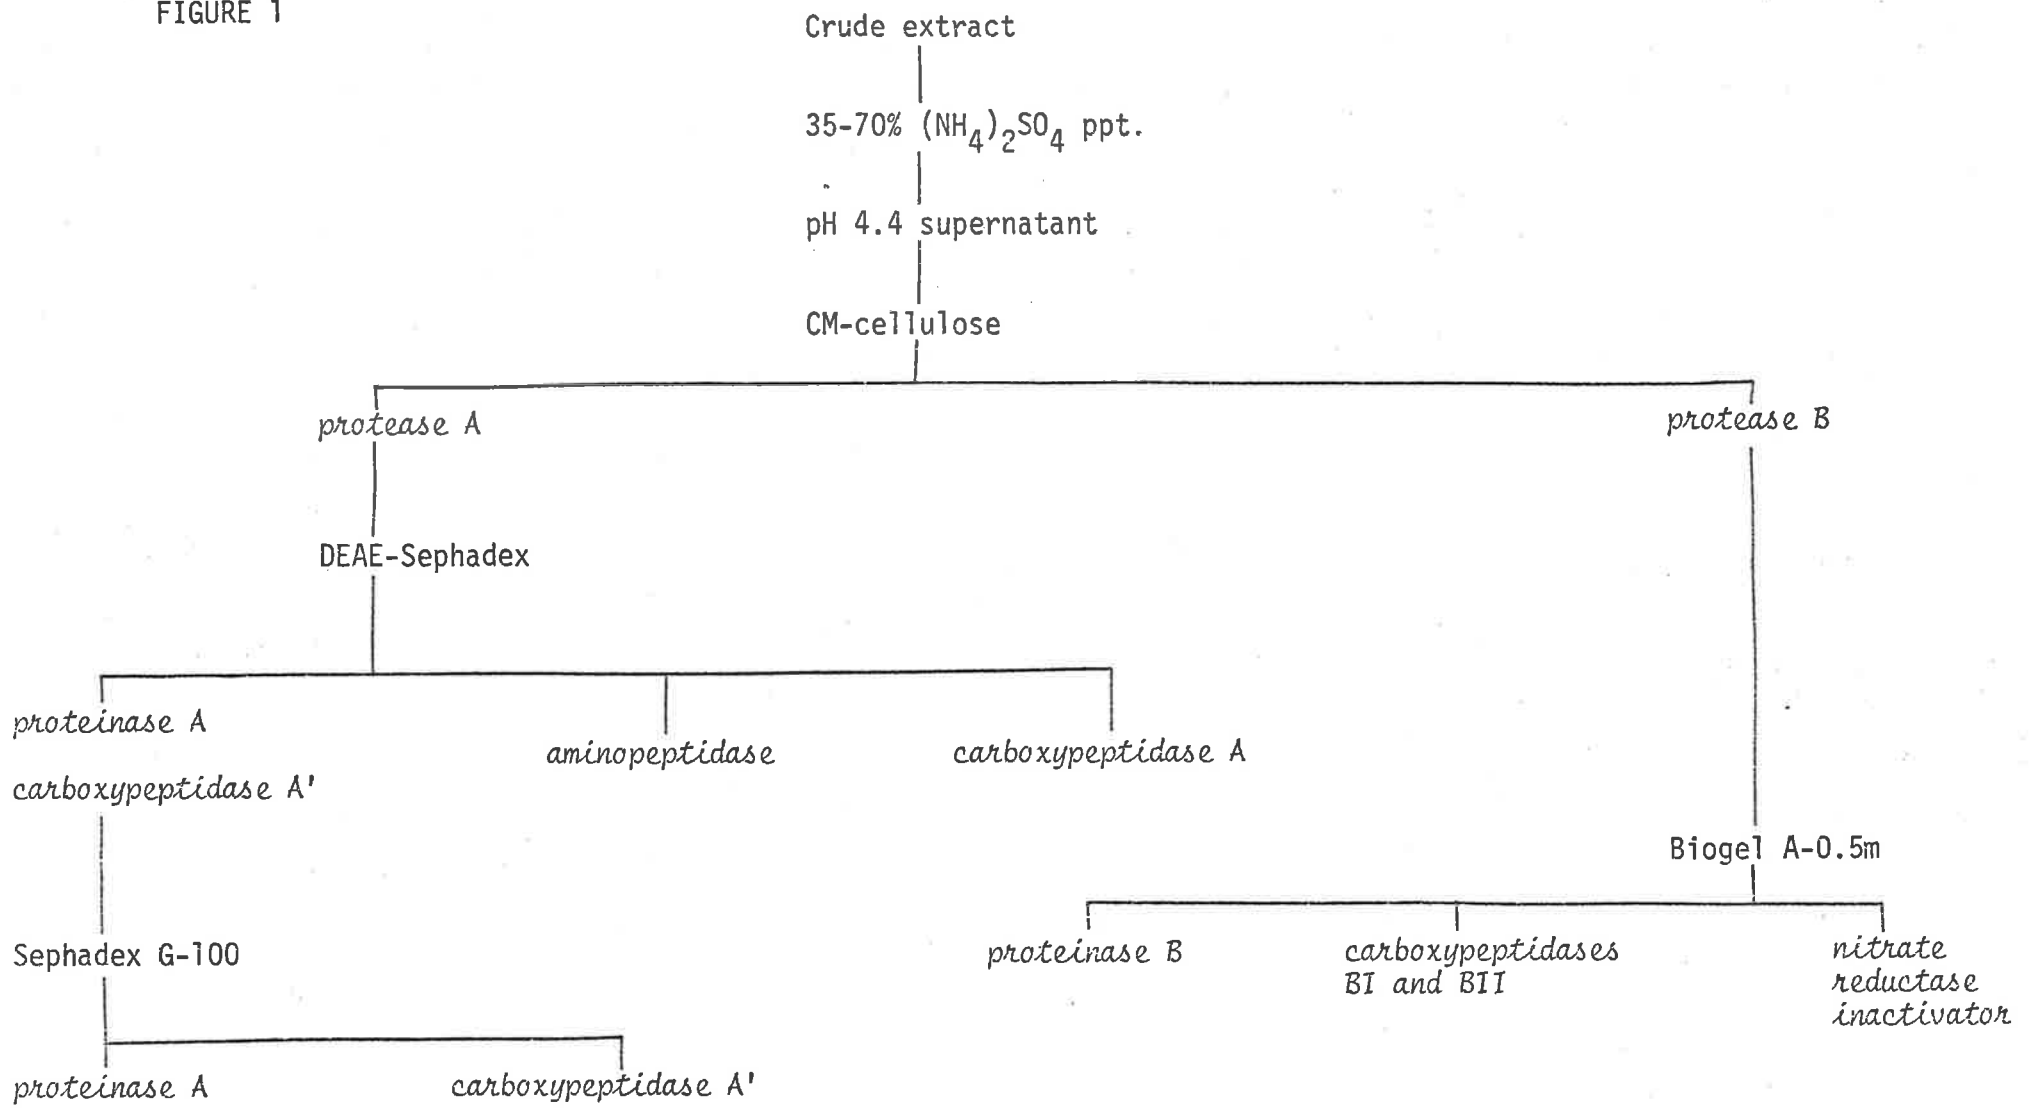 FIGURE 1
Crude extract
35-70% (NH4)2SO4 ppt.
pH 4.4 supernatant
CM-cellulose
protease A
protease B
DEAE-Sephadex
proteinase A
aminopeptidase
carboxypeptidase A
carboxypeptidase A'
Biogel A-0.5m
Sephadex G-100
proteinase B
carboxypeptidases
BI and BII
nitrate
reductase
inactivator
proteinase A
carboxypeptidase A'